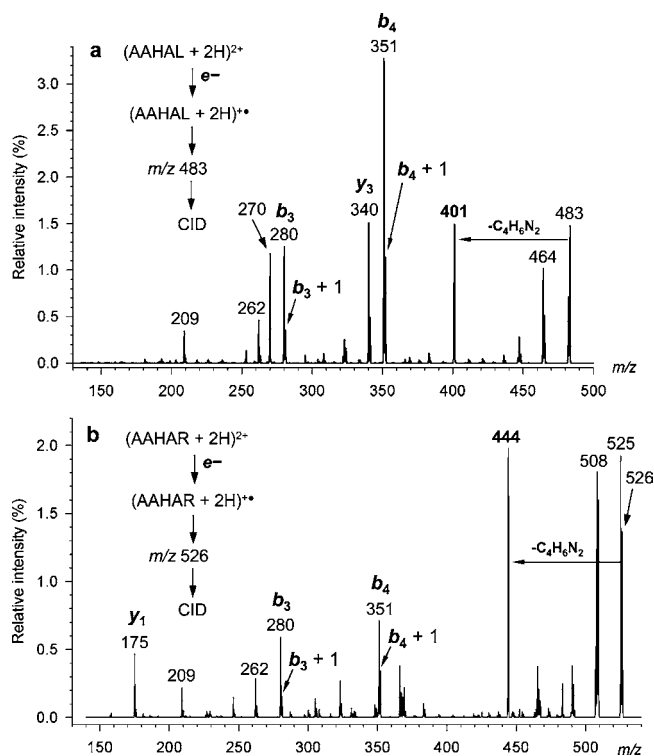 a
(AAHAL + 2H)²⁺
e–
(AAHAL + 2H)⁺•
m/z 483
CID
b₄
351
b₄ + 1
y₃
340
270
b₃
280
b₃ + 1
401
-C₄H₆N₂
483
464
262
209
Relative intensity (%)
3.0
2.5
2.0
1.5
1.0
0.5
0.0
150 200 250 300 350 400 450 500 m/z
b
(AAHAR + 2H)²⁺
e–
(AAHAR + 2H)⁺•
m/z 526
CID
444
525
508
526
-C₄H₆N₂
b₄
351
b₄ + 1
b₃
280
b₃ + 1
y₁
175
209
262
Relative intensity (%)
2.0
1.5
1.0
0.5
0.0
150 200 250 300 350 400 450 500 m/z